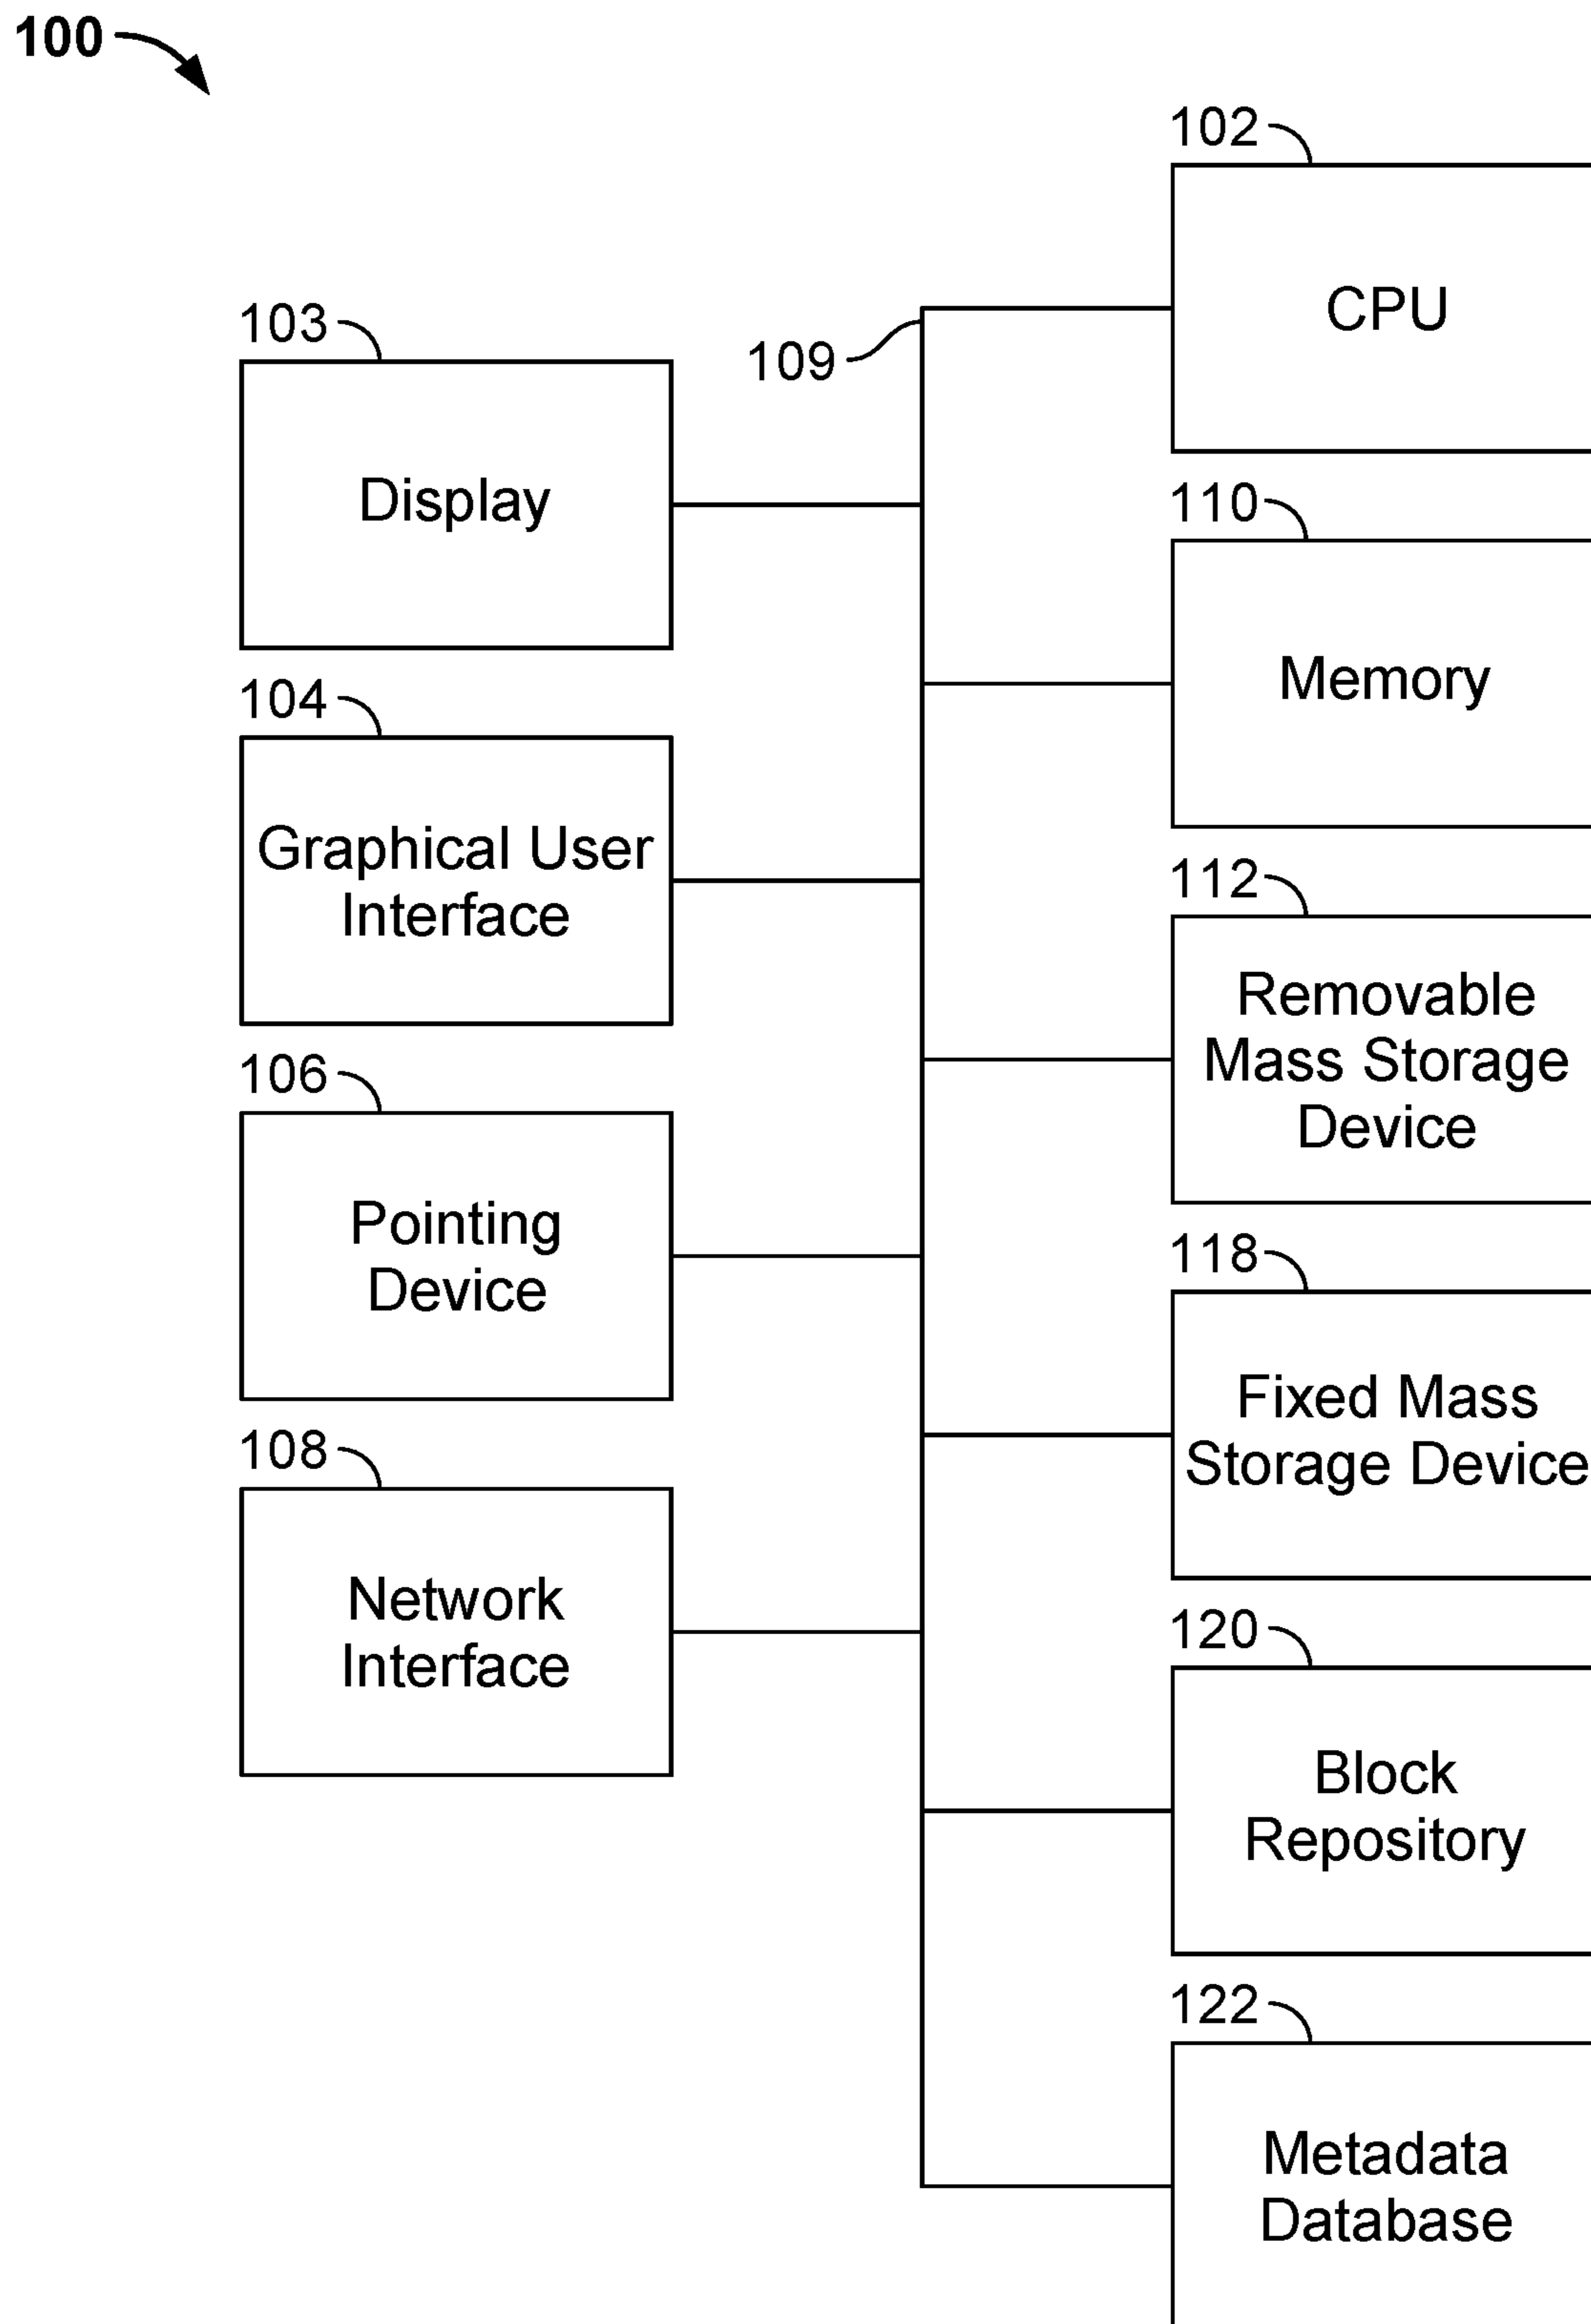 100
102
CPU
103
Display
109
110
Memory
104
Graphical User
Interface
112
Removable
Mass Storage
Device
106
Pointing
Device
118
Fixed Mass
Storage Device
108
Network
Interface
120
Block
Repository
122
Metadata
Database